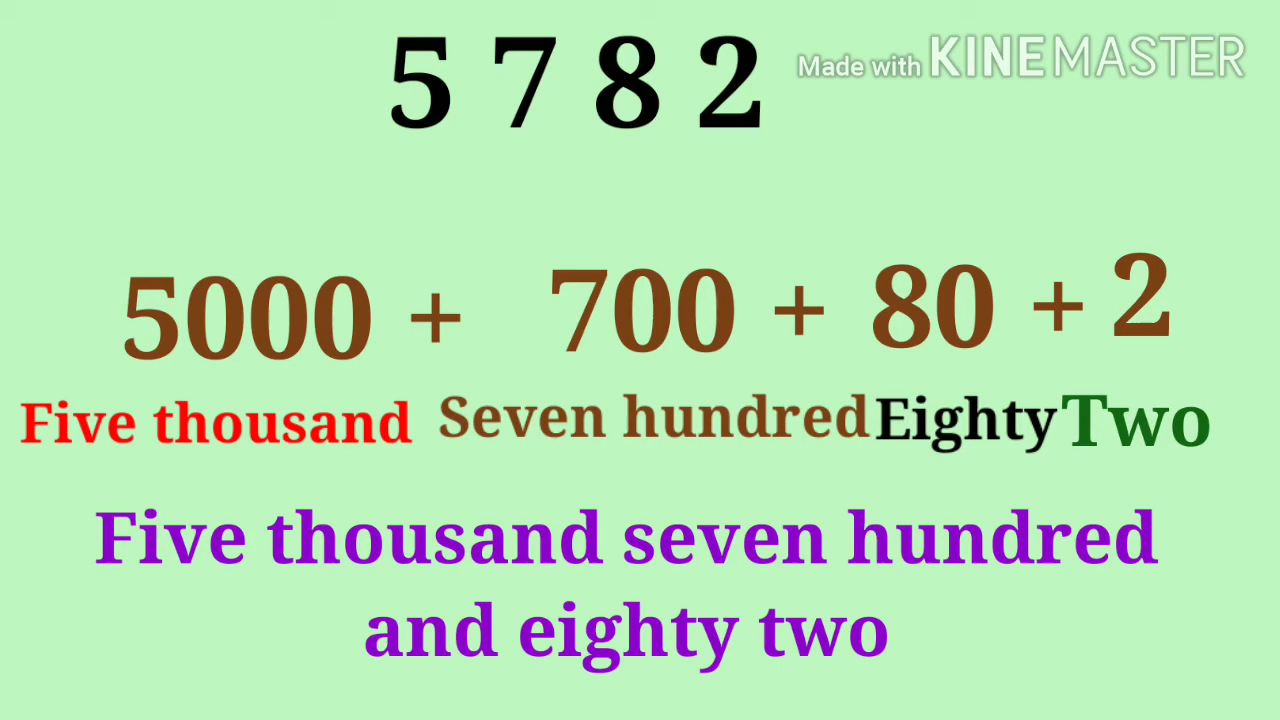 5 7 8 2
Made with KINEMASTER
5000 + 700 + 80 + 2
Five thousand Seven hundred Eighty Two
Five thousand seven hundred
and eighty two